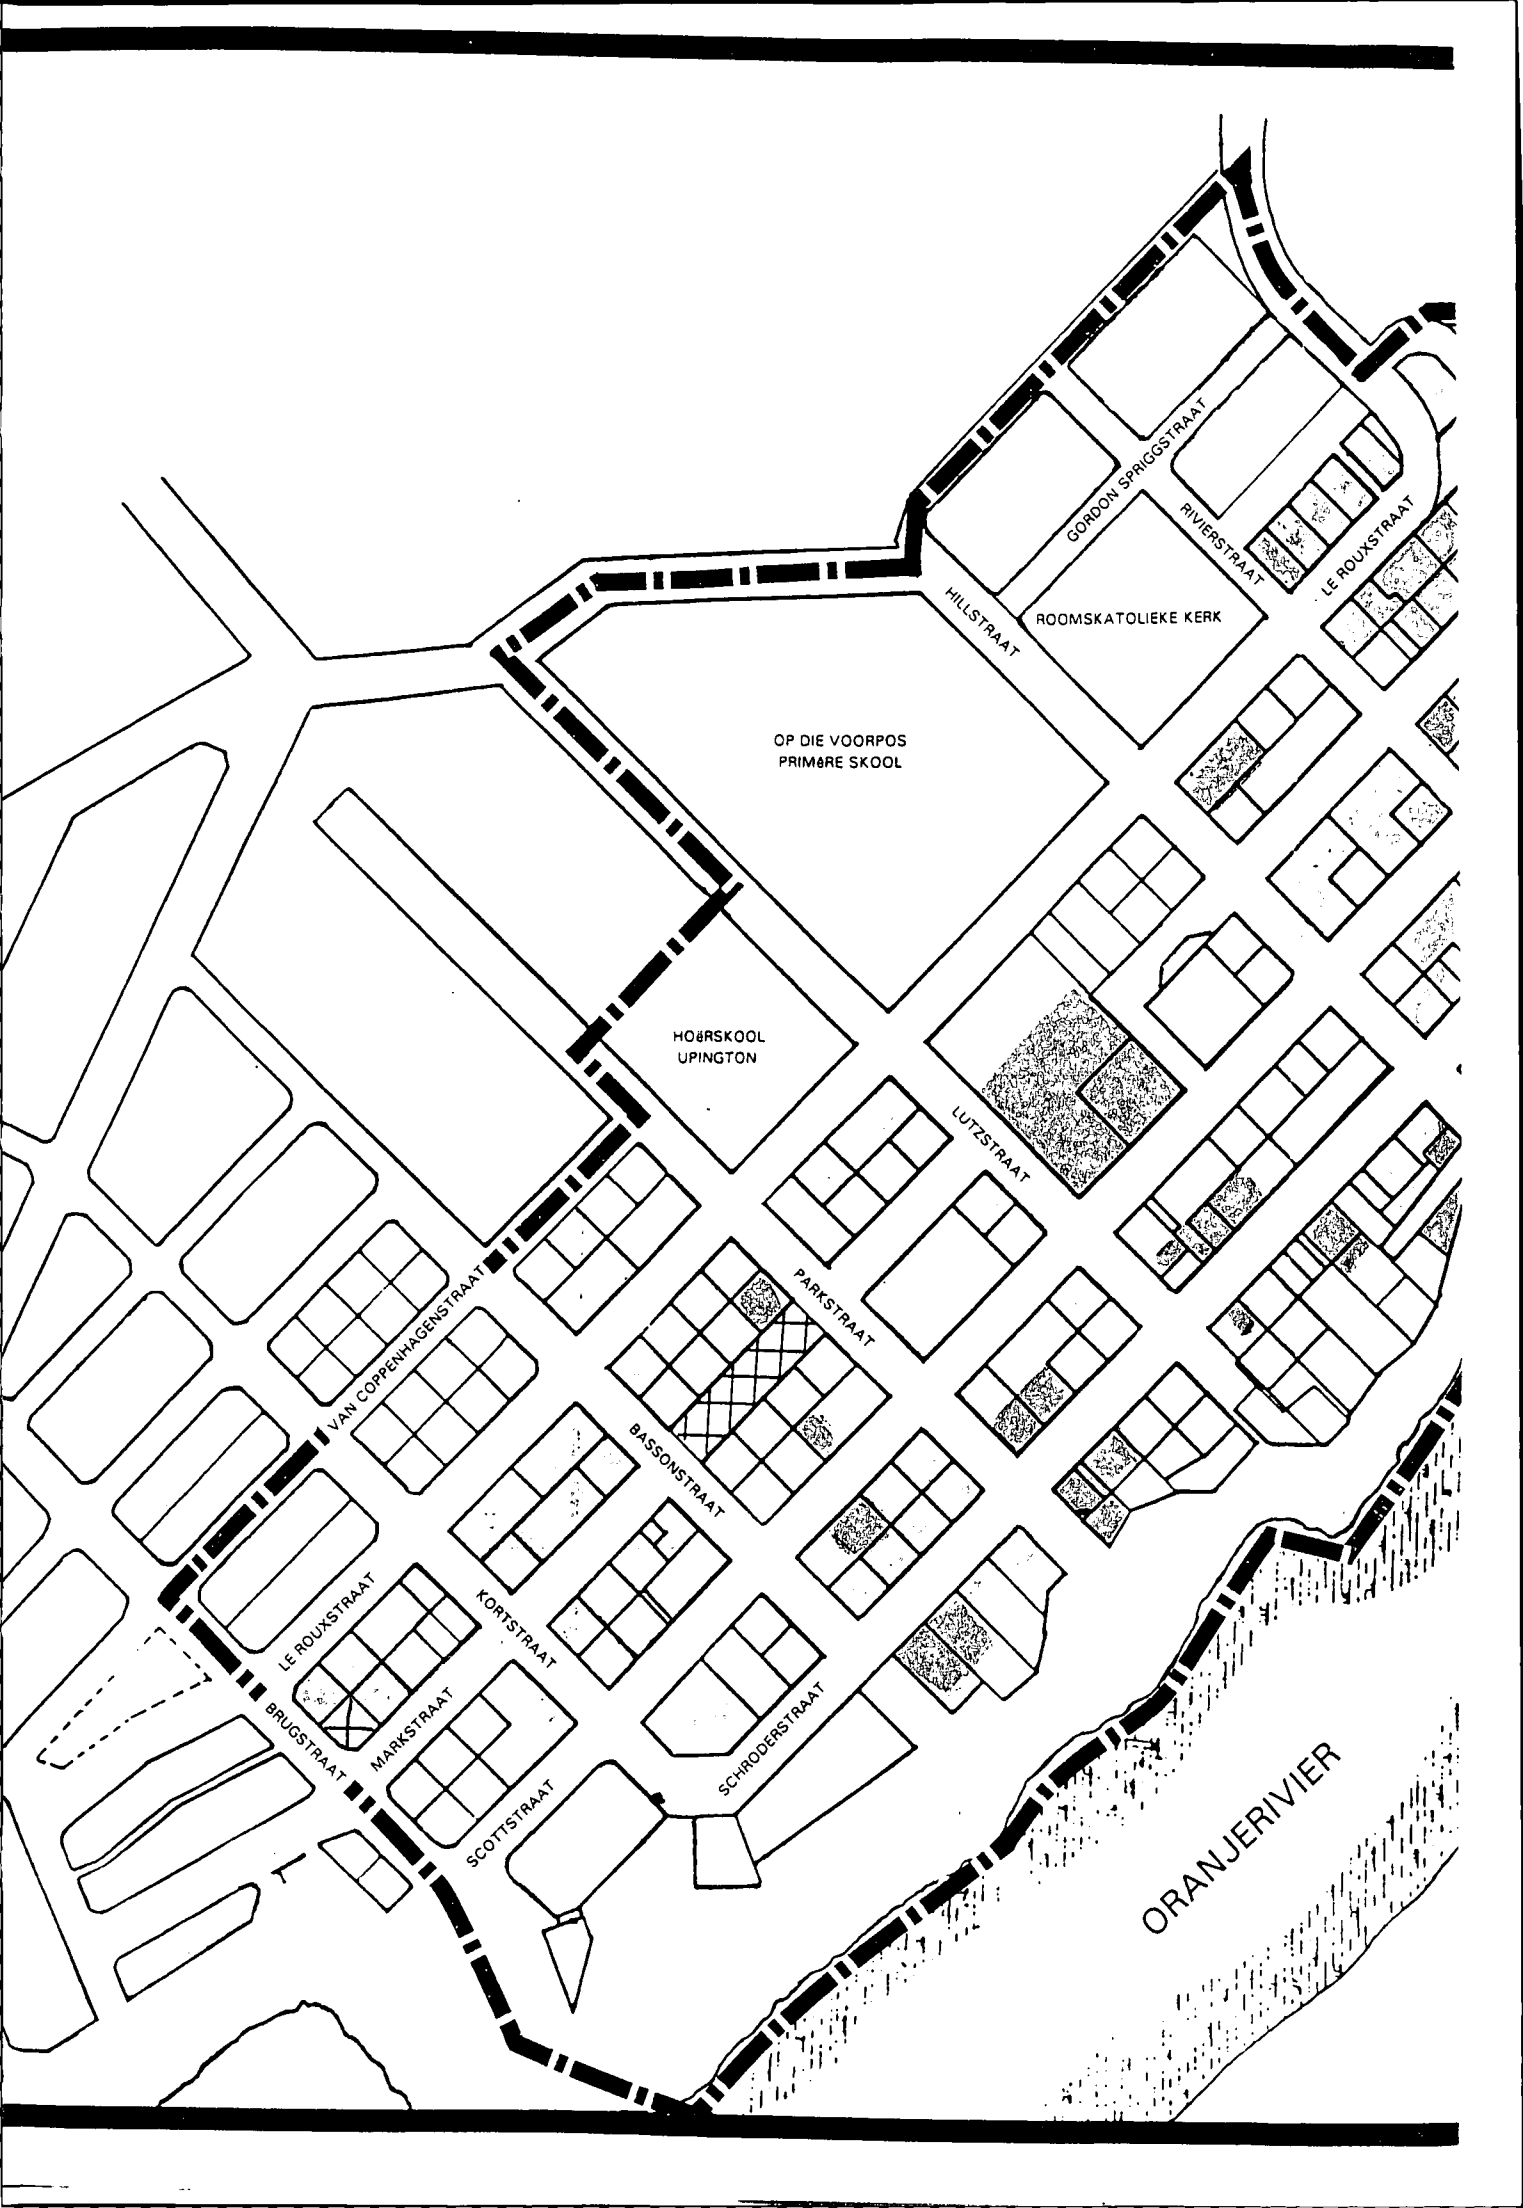 GORDON SPRIGGSTRAAT
RIVIERSTRAAT
LE ROUXSTRAAT
HILLSTRAAT
ROOMSKATOLIEKE KERK
OP DIE VOORPOS
PRIMêRE SKOOL
HOëRSKOOL
UPINGTON
LUTZSTRAAT
VAN COPPENHAGENSTRAAT
PARKSTRAAT
BASSONSTRAAT
LE ROUXSTRAAT
KORTSTRAAT
BRUGSTRAAT
MARKSTRAAT
SCHRODERSTRAAT
SCOTTSTRAAT
ORANJERIVIER